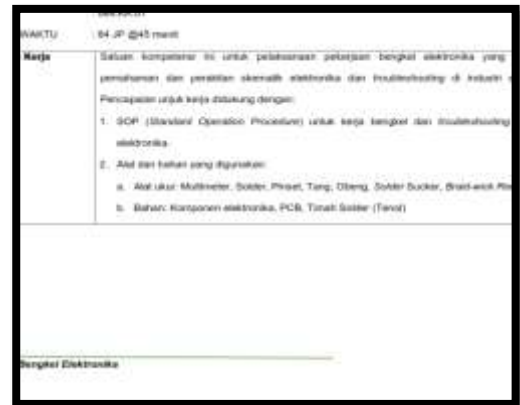 WAKTU : 84 JP @45 menit
Kerja Satuan kompetensi ini untuk pelaksanaan pekerjaan bengkel elektronika yang
pemahaman dan perakitan skematik elektronika dan troubleshooting di industri
Pencapaian unjuk kerja didukung dengan:
1. SOP (Standard Operation Procedure) untuk kerja bengkel dan troubleshooting
elektronika.
2. Alat dan bahan yang digunakan:
a. Alat ukur: Multimeter, Solder, Pinset, Tang, Obeng, Solder Sucker, Braid-wick
b. Bahan: Komponen elektronika, PCB, Timah Solder (Tenol)
Bengkel Elektronika